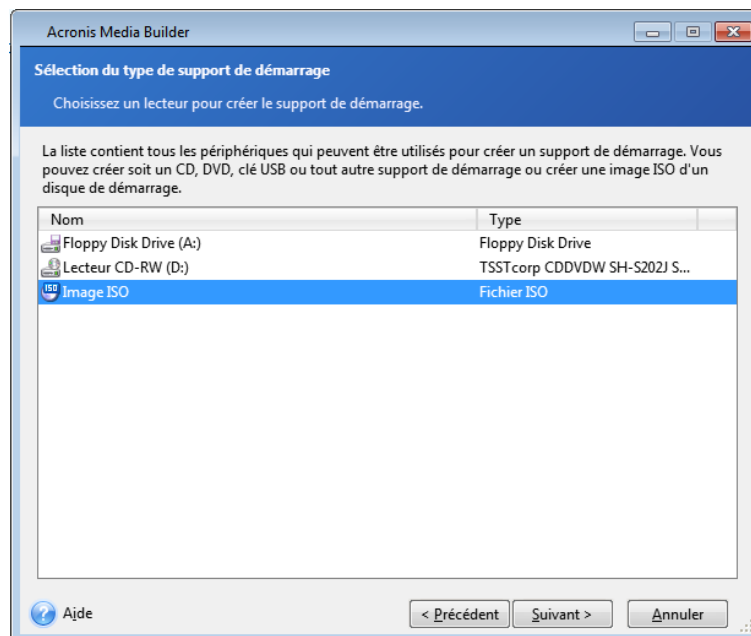 Acronis Media Builder
Sélection du type de support de démarrage
Choisissez un lecteur pour créer le support de démarrage.
La liste contient tous les périphériques qui peuvent être utilisés pour créer un support de démarrage. Vous
pouvez créer soit un CD, DVD, clé USB ou tout autre support de démarrage ou créer une image ISO d'un
disque de démarrage.
Nom Type
Floppy Disk Drive (A:) Floppy Disk Drive
Lecteur CD-RW (D:) TSSTcorp CDDVDW SH-S202J S...
ISO Image ISO Fichier ISO
? Aide < Précédent Suivant > Annuler